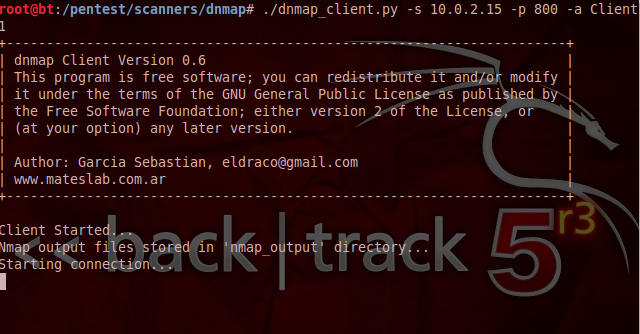 root@bt:/pentest/scanners/dnmap# ./dnmap_client.py -s 10.0.2.15 -p 800 -a Client
1
+----------------------------------------------------------------------+
| dnmap Client Version 0.6 |
| This program is free software; you can redistribute it and/or modify |
| it under the terms of the GNU General Public License as published by |
| the Free Software Foundation; either version 2 of the License, or |
| (at your option) any later version. |
| |
| Author: Garcia Sebastian, eldraco@gmail.com |
| www.mateslab.com.ar |
+----------------------------------------------------------------------+
Client Started...
Nmap output files stored in 'nmap_output' directory...
Starting connection...
<< back | track 5 r3